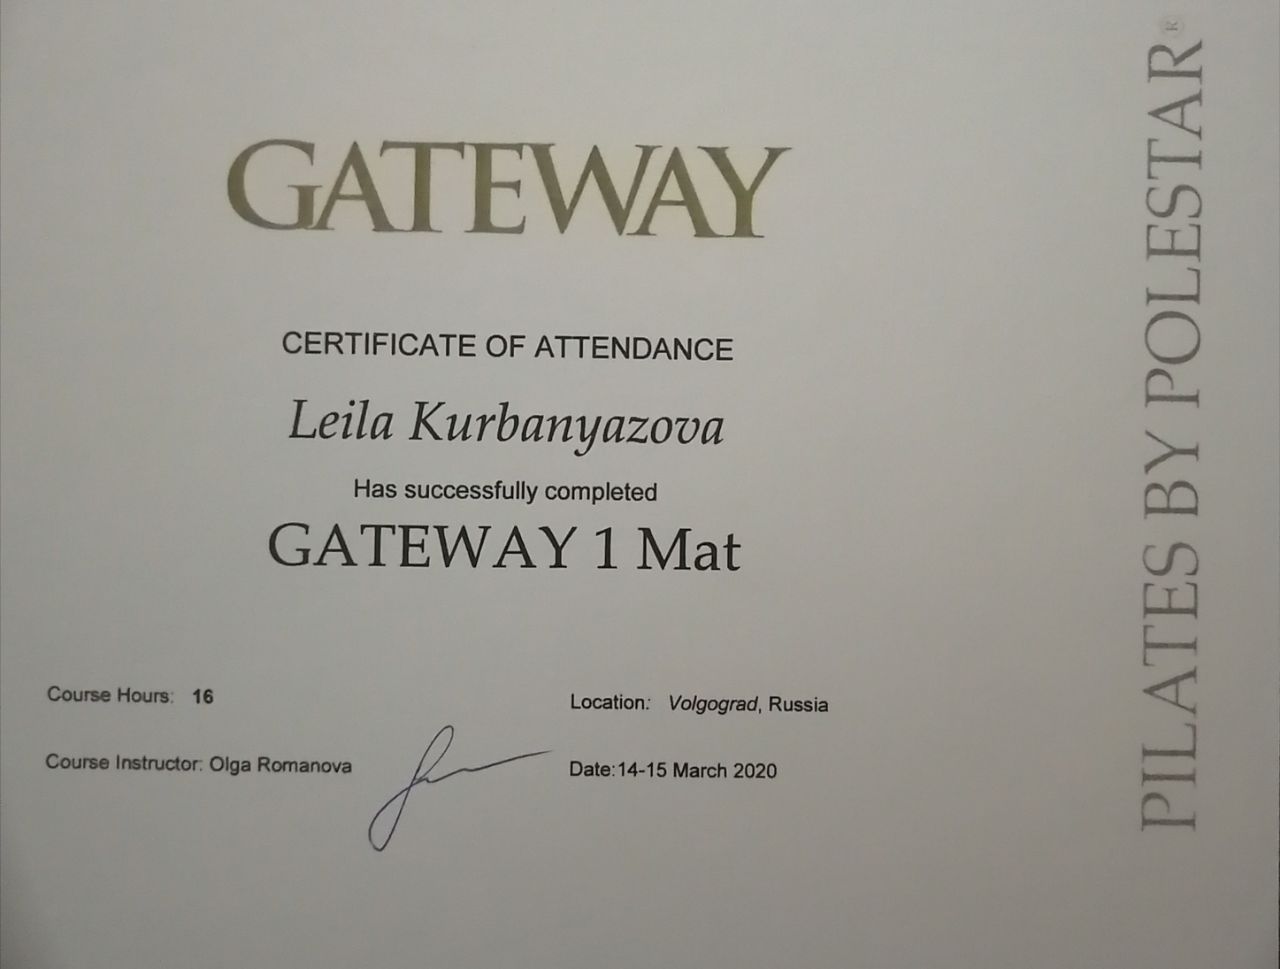 GATEWAY
CERTIFICATE OF ATTENDANCE
Leila Kurbanyazova
Has successfully completed
GATEWAY 1 Mat
Course Hours: 16
Location: Volgograd, Russia
Course Instructor: Olga Romanova
Date:14-15 March 2020
PILATES BY POLESTAR®